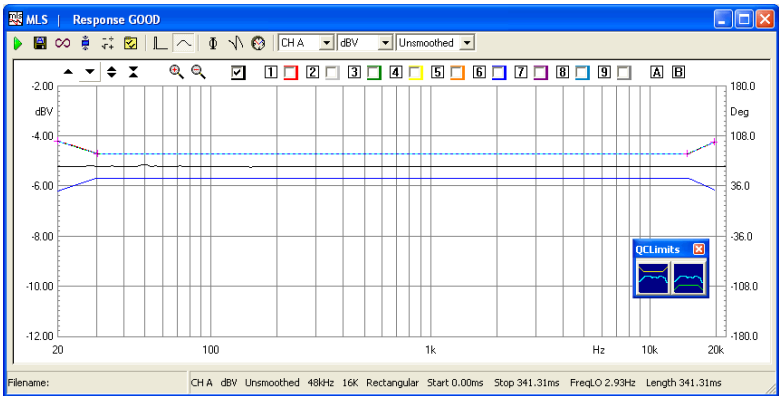 MLS | Response GOOD
CH A dBV Unsmoothed
1 2 3 4 5 6 7 8 9 A B
-2.00 180.0
dBV Deg
-4.00 108.0
-6.00 36.0
-8.00 -36.0
QCLimits
-10.00 -108.0
-12.00 -180.0
20 100 1k Hz 10k 20k
Filename: CH A dBV Unsmoothed 48kHz 16K Rectangular Start 0.00ms Stop 341.31ms FreqLO 2.93Hz Length 341.31ms